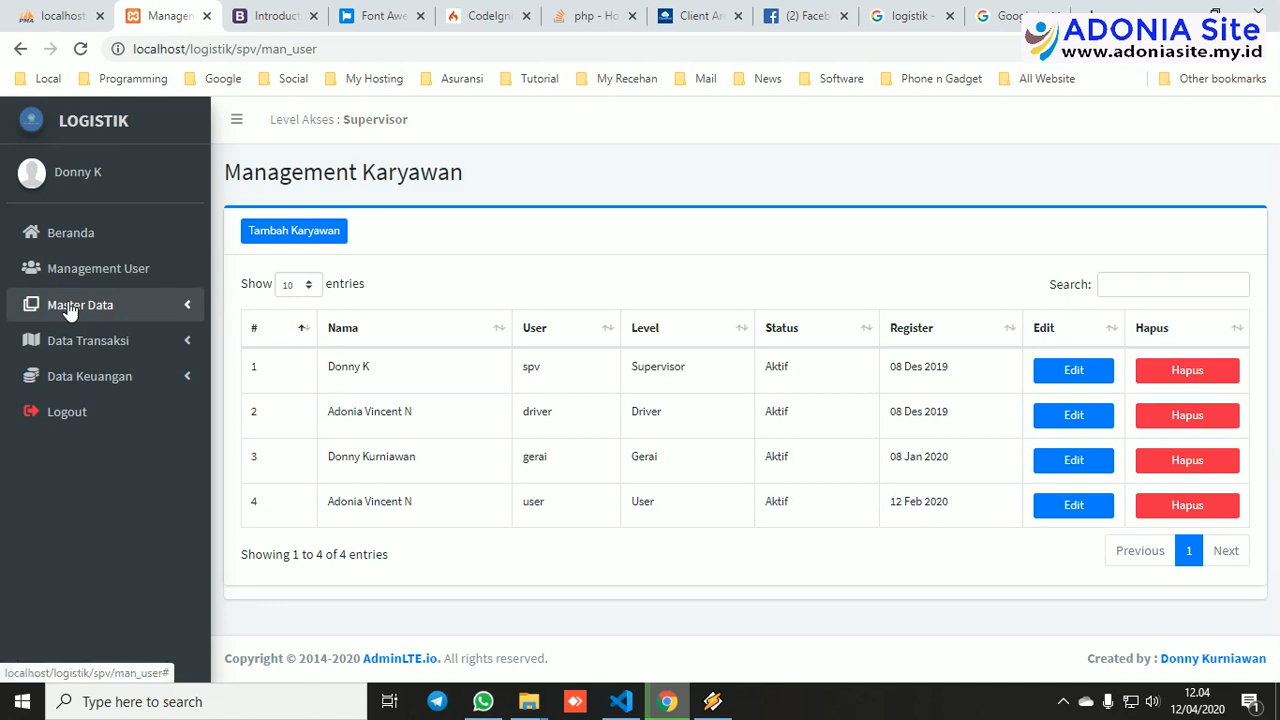 localhost
Managem
Introduct
Font Awe
CodeIgn
php - Ho
Client A
(2) Faceb
logistik -
Google
localhost/logistik/spv/man_user
ADONIA Site
www.adoniasite.my.id
Local
Programming
Google
Social
My Hosting
Asuransi
Tutorial
My Recehan
Mail
News
Software
Phone n Gadget
All Website
Other bookmarks
LOGISTIK
Level Akses : Supervisor
Donny K
Management Karyawan
Beranda
Management User
Master Data
Data Transaksi
Data Keuangan
Logout
Tambah Karyawan
Show 10 entries
Search:
# Nama User Level Status Register Edit Hapus
1 Donny K spv Supervisor Aktif 08 Des 2019 Edit Hapus
2 Adonia Vincent N driver Driver Aktif 08 Des 2019 Edit Hapus
3 Donny Kurniawan gerai Gerai Aktif 08 Jan 2020 Edit Hapus
4 Adonia Vincent N user User Aktif 12 Feb 2020 Edit Hapus
Showing 1 to 4 of 4 entries
Previous 1 Next
Copyright © 2014-2020 AdminLTE.io. All rights reserved.
Created by : Donny Kurniawan
localhost/logistik/spv/man_user#
Type here to search
12.04
12/04/2020